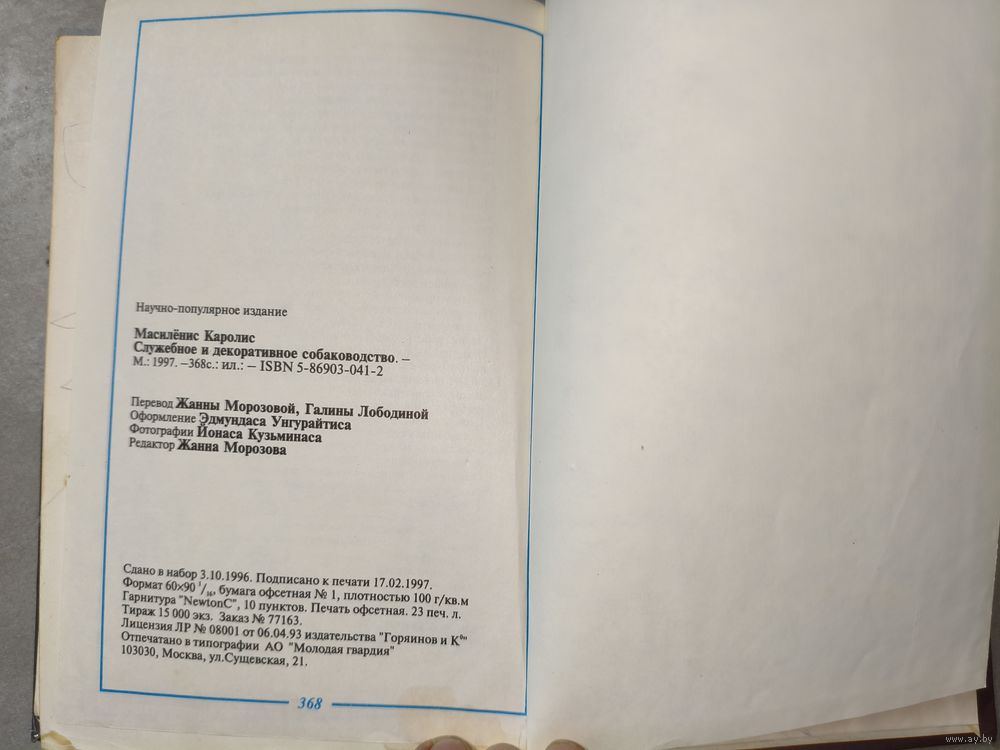 Научно-популярное издание
Масилёнис Каролис
Служебное и декоративное собаководство. –
М.: 1997. –368с.: ил.: – ISBN 5-86903-041-2
Перевод Жанны Морозовой, Галины Лободиной
Оформление Эдмундаса Унгурайтиса
Фотографии Йонаса Кузьминаса
Редактор Жанна Морозова
Сдано в набор 3.10.1996. Подписано к печати 17.02.1997.
Формат 60×90 1/16, бумага офсетная № 1, плотностью 100 г/кв.м
Гарнитура "NewtonC", 10 пунктов. Печать офсетная. 23 печ. л.
Тираж 15 000 экз. Заказ № 77163.
Лицензия ЛР № 08001 от 06.04.93 издательства "Горяинов и К°"
Отпечатано в типографии АО "Молодая гвардия"
103030, Москва, ул.Сущевская, 21.
368
www.ay.by